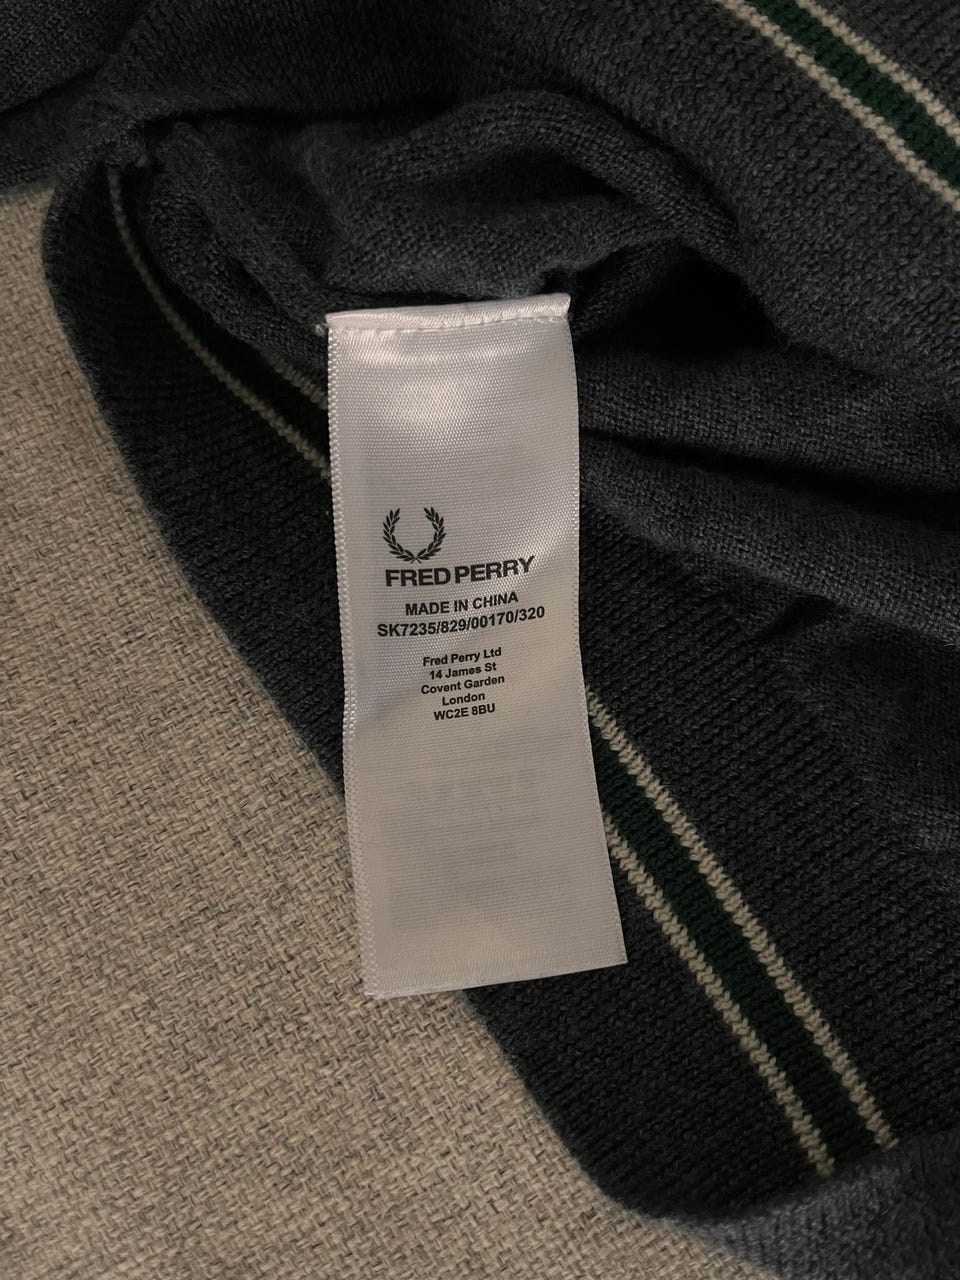 FRED PERRY
MADE IN CHINA
SK7235/829/00170/320
Fred Perry Ltd
14 James St
Covent Garden
London
WC2E 8BU